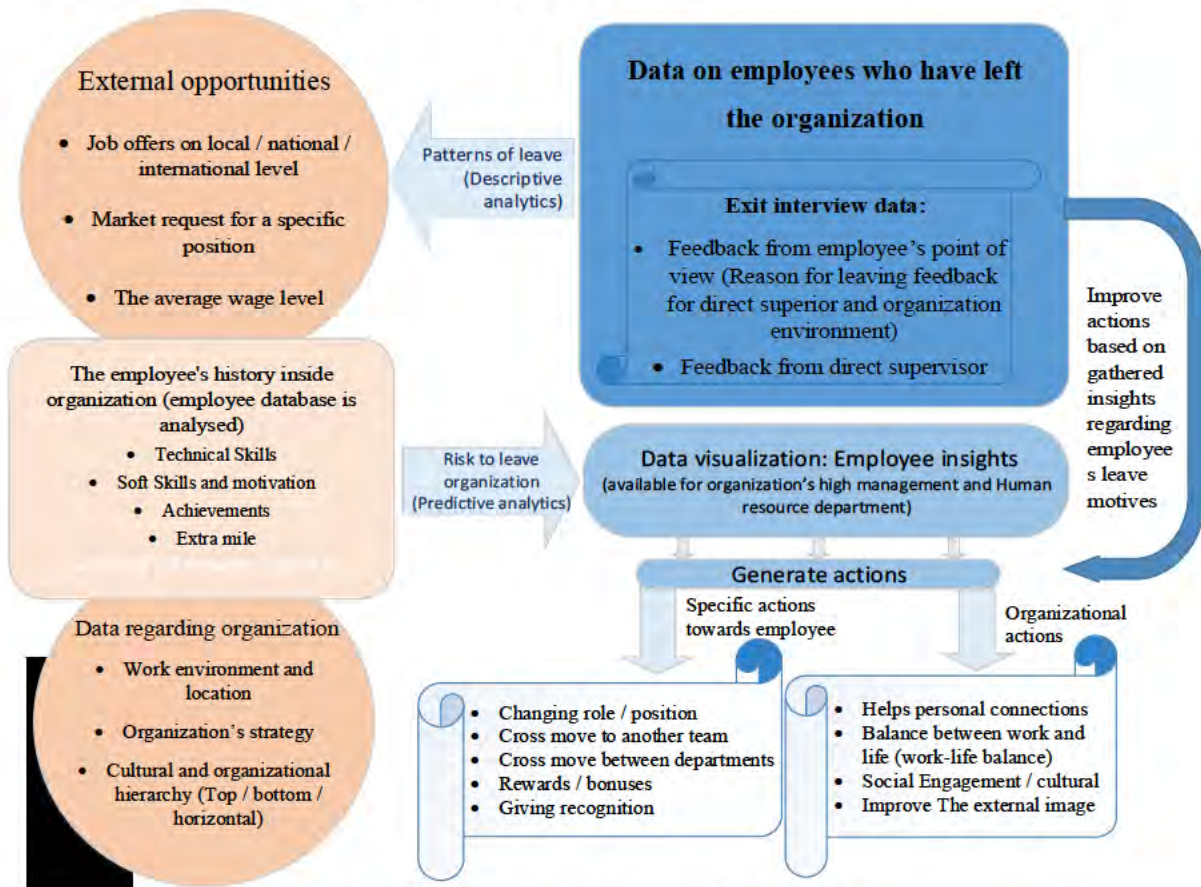 External opportunities
• Job offers on local / national /
international level
• Market request for a specific
position
• The average wage level
The employee's history inside
organization (employee database is
analysed)
• Technical Skills
• Soft Skills and motivation
• Achievements
• Extra mile
Data regarding organization
• Work environment and
location
• Organization's strategy
• Cultural and organizational
hierarchy (Top / bottom /
horizontal)
Patterns of leave
(Descriptive
analytics)
Risk to leave
organization
(Predictive analytics)
Data on employees who have left
the organization
Exit interview data:
• Feedback from employee's point of
view (Reason for leaving feedback
for direct superior and organization
environment)
• Feedback from direct supervisor
Improve
actions
based on
gathered
insights
regarding
employee
s leave
motives
Data visualization: Employee insights
(available for organization's high management and Human
resource department)
Generate actions
Specific actions
towards employee
Organizational
actions
• Changing role / position
• Cross move to another team
• Cross move between departments
• Rewards / bonuses
• Giving recognition
• Helps personal connections
• Balance between work and
life (work-life balance)
• Social Engagement / cultural
• Improve The external image